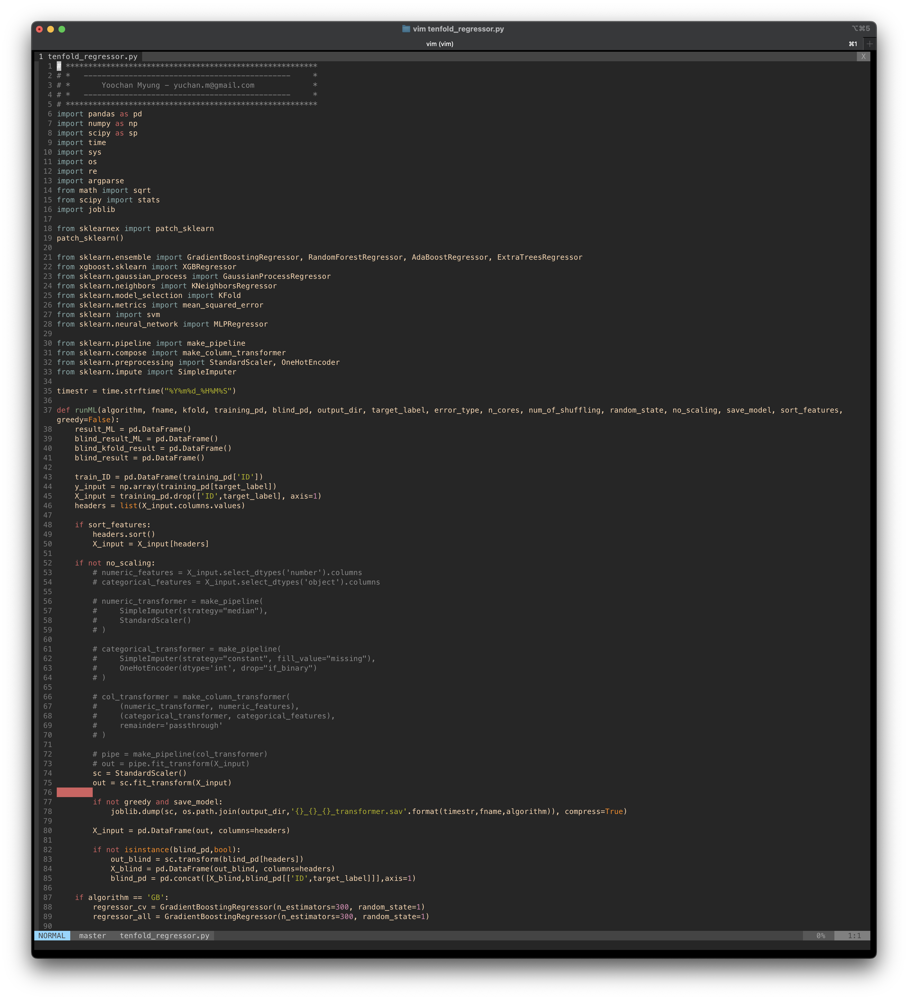 vim tenfold_regressor.py ⌥⌘5
vim (vim) ⌘1 +
1 tenfold_regressor.py X
1 # ********************************************************
2 # *   ----------------------------------------------     *
3 # *       Yoochan Myung - yuchan.m@gmail.com             *
4 # *   ----------------------------------------------     *
5 # ********************************************************
6 import pandas as pd
7 import numpy as np
8 import scipy as sp
9 import time
10 import sys
11 import os
12 import re
13 import argparse
14 from math import sqrt
15 from scipy import stats
16 import joblib
17
18 from sklearnex import patch_sklearn
19 patch_sklearn()
20
21 from sklearn.ensemble import GradientBoostingRegressor, RandomForestRegressor, AdaBoostRegressor, ExtraTreesRegressor
22 from xgboost.sklearn import XGBRegressor
23 from sklearn.gaussian_process import GaussianProcessRegressor
24 from sklearn.neighbors import KNeighborsRegressor
25 from sklearn.model_selection import KFold
26 from sklearn.metrics import mean_squared_error
27 from sklearn import svm
28 from sklearn.neural_network import MLPRegressor
29
30 from sklearn.pipeline import make_pipeline
31 from sklearn.compose import make_column_transformer
32 from sklearn.preprocessing import StandardScaler, OneHotEncoder
33 from sklearn.impute import SimpleImputer
34
35 timestr = time.strftime("%Y%m%d_%H%M%S")
36
37 def runML(algorithm, fname, kfold, training_pd, blind_pd, output_dir, target_label, error_type, n_cores, num_of_shuffling, random_state, no_scaling, save_model, sort_features,
greedy=False):
38     result_ML = pd.DataFrame()
39     blind_result_ML = pd.DataFrame()
40     blind_kfold_result = pd.DataFrame()
41     blind_result = pd.DataFrame()
42
43     train_ID = pd.DataFrame(training_pd['ID'])
44     y_input = np.array(training_pd[target_label])
45     X_input = training_pd.drop(['ID',target_label], axis=1)
46     headers = list(X_input.columns.values)
47
48     if sort_features:
49         headers.sort()
50         X_input = X_input[headers]
51
52     if not no_scaling:
53         # numeric_features = X_input.select_dtypes('number').columns
54         # categorical_features = X_input.select_dtypes('object').columns
55
56         # numeric_transformer = make_pipeline(
57         #     SimpleImputer(strategy="median"),
58         #     StandardScaler()
59         # )
60
61         # categorical_transformer = make_pipeline(
62         #     SimpleImputer(strategy="constant", fill_value="missing"),
63         #     OneHotEncoder(dtype='int', drop="if_binary")
64         # )
65
66         # col_transformer = make_column_transformer(
67         #     (numeric_transformer, numeric_features),
68         #     (categorical_transformer, categorical_features),
69         #     remainder='passthrough'
70         # )
71
72         # pipe = make_pipeline(col_transformer)
73         # out = pipe.fit_transform(X_input)
74         sc = StandardScaler()
75         out = sc.fit_transform(X_input)
76
77         if not greedy and save_model:
78             joblib.dump(sc, os.path.join(output_dir,'{}_{}_{}_transformer.sav'.format(timestr,fname,algorithm)), compress=True)
79
80         X_input = pd.DataFrame(out, columns=headers)
81
82         if not isinstance(blind_pd,bool):
83             out_blind = sc.transform(blind_pd[headers])
84             X_blind = pd.DataFrame(out_blind, columns=headers)
85             blind_pd = pd.concat([X_blind,blind_pd[['ID',target_label]]],axis=1)
86
87     if algorithm == 'GB':
88         regressor_cv = GradientBoostingRegressor(n_estimators=300, random_state=1)
89         regressor_all = GradientBoostingRegressor(n_estimators=300, random_state=1)
90
NORMAL master tenfold_regressor.py 0% 1:1